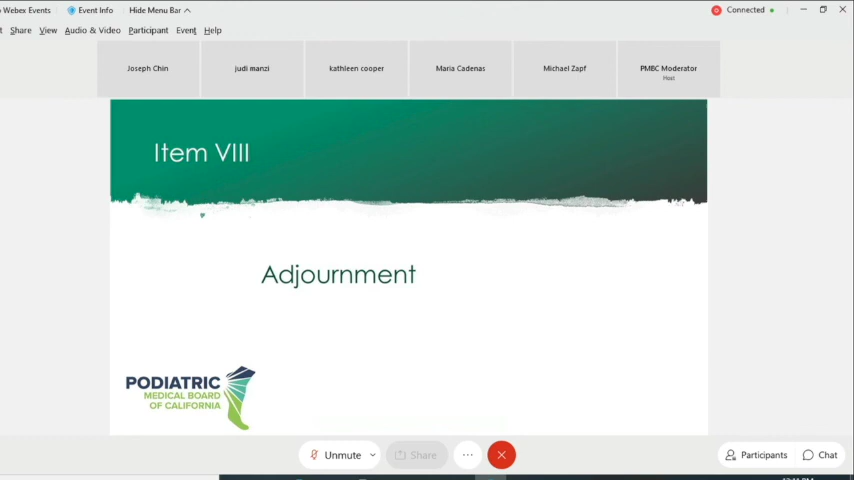 Webex Events Event Info Hide Menu Bar Connected
Share View Audio & Video Participant Event Help
Joseph Chin judi manzi kathleen cooper Maria Cadenas Michael Zapf PMBC Moderator
Host
Item VIII
Adjournment
PODIATRIC
MEDICAL BOARD
OF CALIFORNIA
Unmute Share Participants Chat